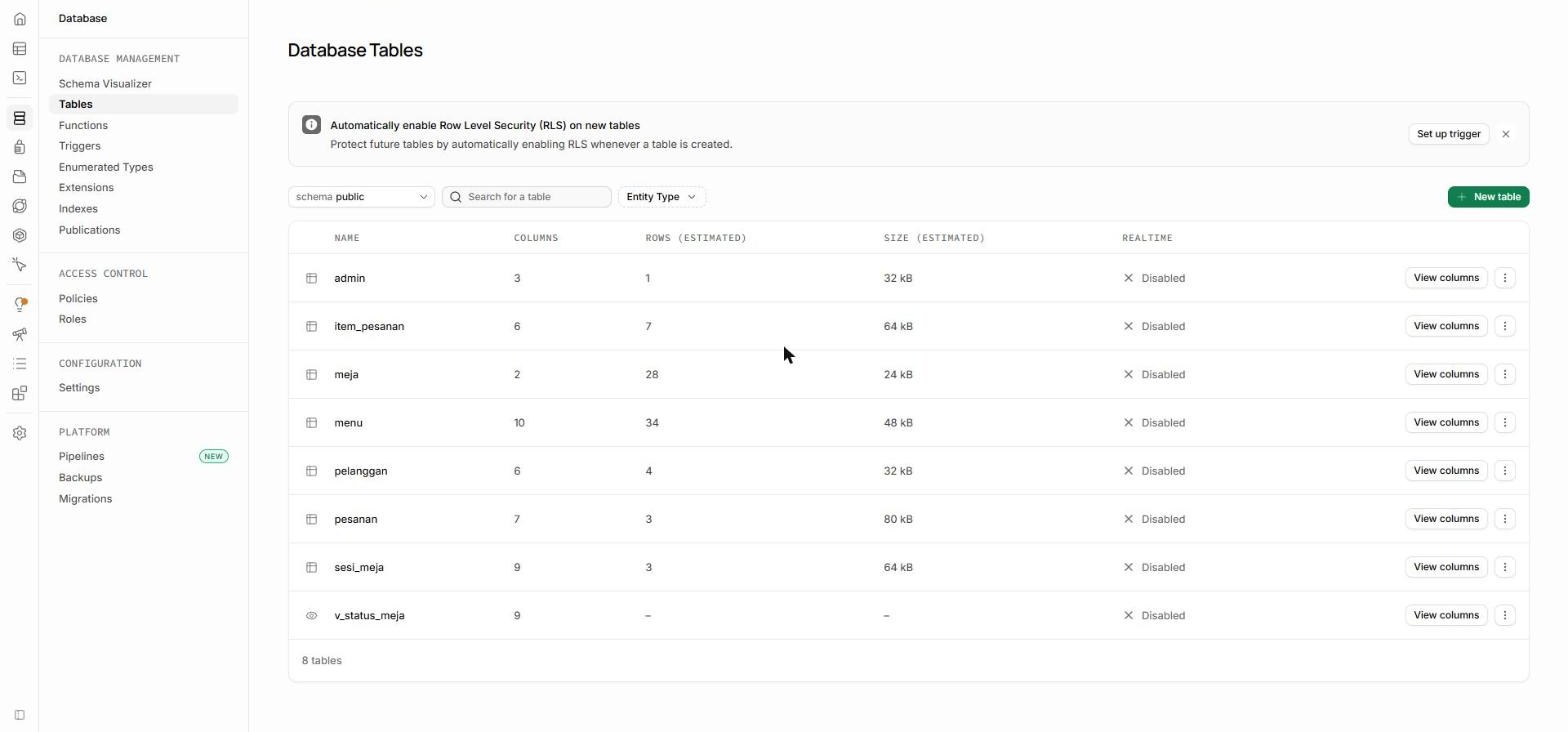 Database
DATABASE MANAGEMENT
Schema Visualizer
Tables
Functions
Triggers
Enumerated Types
Extensions
Indexes
Publications
ACCESS CONTROL
Policies
Roles
CONFIGURATION
Settings
PLATFORM
Pipelines NEW
Backups
Migrations
Database Tables
Automatically enable Row Level Security (RLS) on new tables
Protect future tables by automatically enabling RLS whenever a table is created.
Set up trigger
schema public Search for a table Entity Type New table
NAME COLUMNS ROWS (ESTIMATED) SIZE (ESTIMATED) REALTIME
admin 3 1 32 kB Disabled View columns
item_pesanan 6 7 64 kB Disabled View columns
meja 2 28 24 kB Disabled View columns
menu 10 34 48 kB Disabled View columns
pelanggan 6 4 32 kB Disabled View columns
pesanan 7 3 80 kB Disabled View columns
sesi_meja 9 3 64 kB Disabled View columns
v_status_meja 9 – – Disabled View columns
8 tables